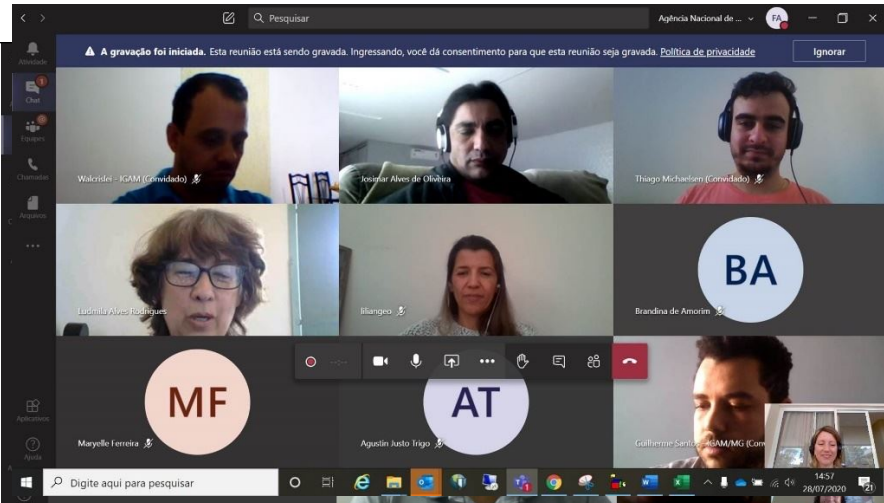 Pesquisar
Agência Nacional de ...
FA
A gravação foi iniciada. Esta reunião está sendo gravada. Ingressando, você dá consentimento para que esta reunião seja gravada. Política de privacidade
Ignorar
Atividade
1
Chat
Equipes
Chamadas
Arquivos
Walcrislei - IGAM (Convidado)
Josimar Alves de Oliveira
Thiago Michaelsen (Convidado)
Ludmila Alves Rodrigues
liliangeo
BA
Brandina de Amorim
MF
Maryelle Ferreira
AT
Agustin Justo Trigo
Guilherme Santos - IGAM/MG (Con
Aplicativos
Ajuda
Digite aqui para pesquisar
14:57
28/07/2020
21